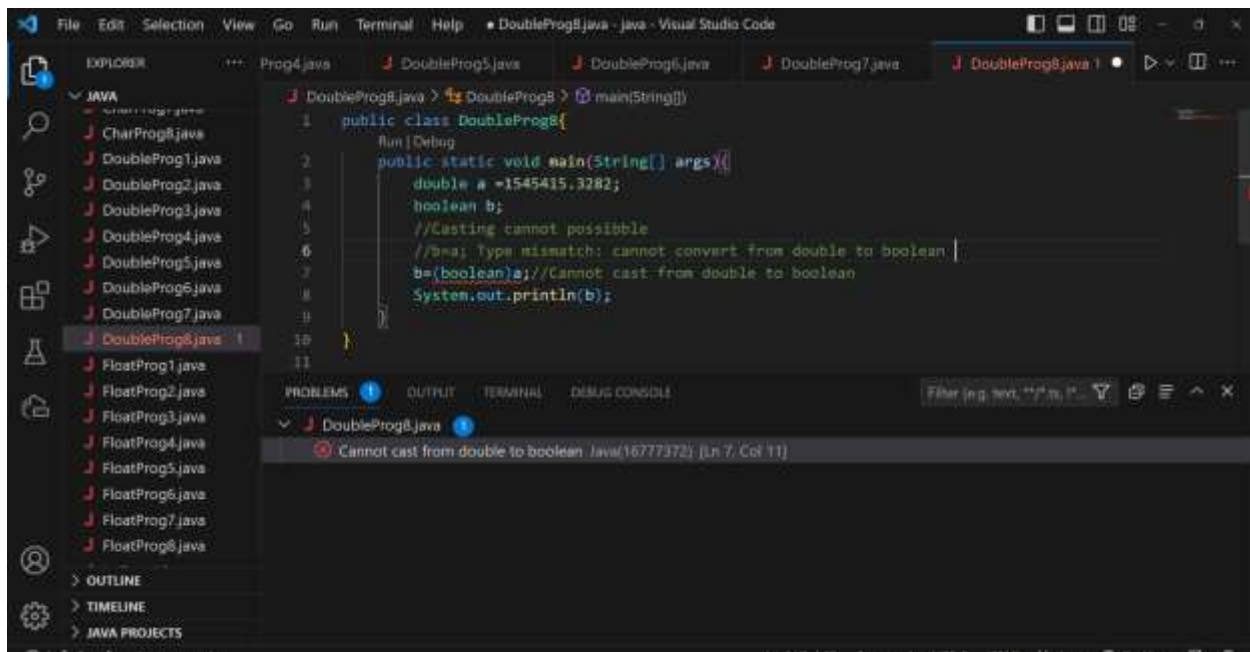 File Edit Selection View Go Run Terminal Help ● DoubleProg8.java - java - Visual Studio Code
EXPLORER ··· Prog4.java DoubleProg5.java DoubleProg6.java DoubleProg7.java DoubleProg8.java 1 ●
JAVA
DoubleProg8.java > DoubleProg8 > main(String[])
CharProg8.java
DoubleProg1.java
DoubleProg2.java
DoubleProg3.java
DoubleProg4.java
DoubleProg5.java
DoubleProg6.java
DoubleProg7.java
DoubleProg8.java 1
FloatProg1.java
FloatProg2.java
FloatProg3.java
FloatProg4.java
FloatProg5.java
FloatProg6.java
FloatProg7.java
FloatProg8.java
OUTLINE
TIMELINE
JAVA PROJECTS
1 public class DoubleProg8{
Run | Debug
2 public static void main(String[] args){
3 double a =1545415.3282;
4 boolean b;
5 //Casting cannot possibble
6 //b=a; Type mismatch: cannot convert from double to boolean
7 b=(boolean)a;//Cannot cast from double to boolean
8 System.out.println(b);
9 }
10 }
11
PROBLEMS 1 OUTPUT TERMINAL DEBUG CONSOLE Filter (e.g. text, **/*.ts, !*...
DoubleProg8.java 1
Cannot cast from double to boolean Java(16777372) [Ln 7, Col 11]